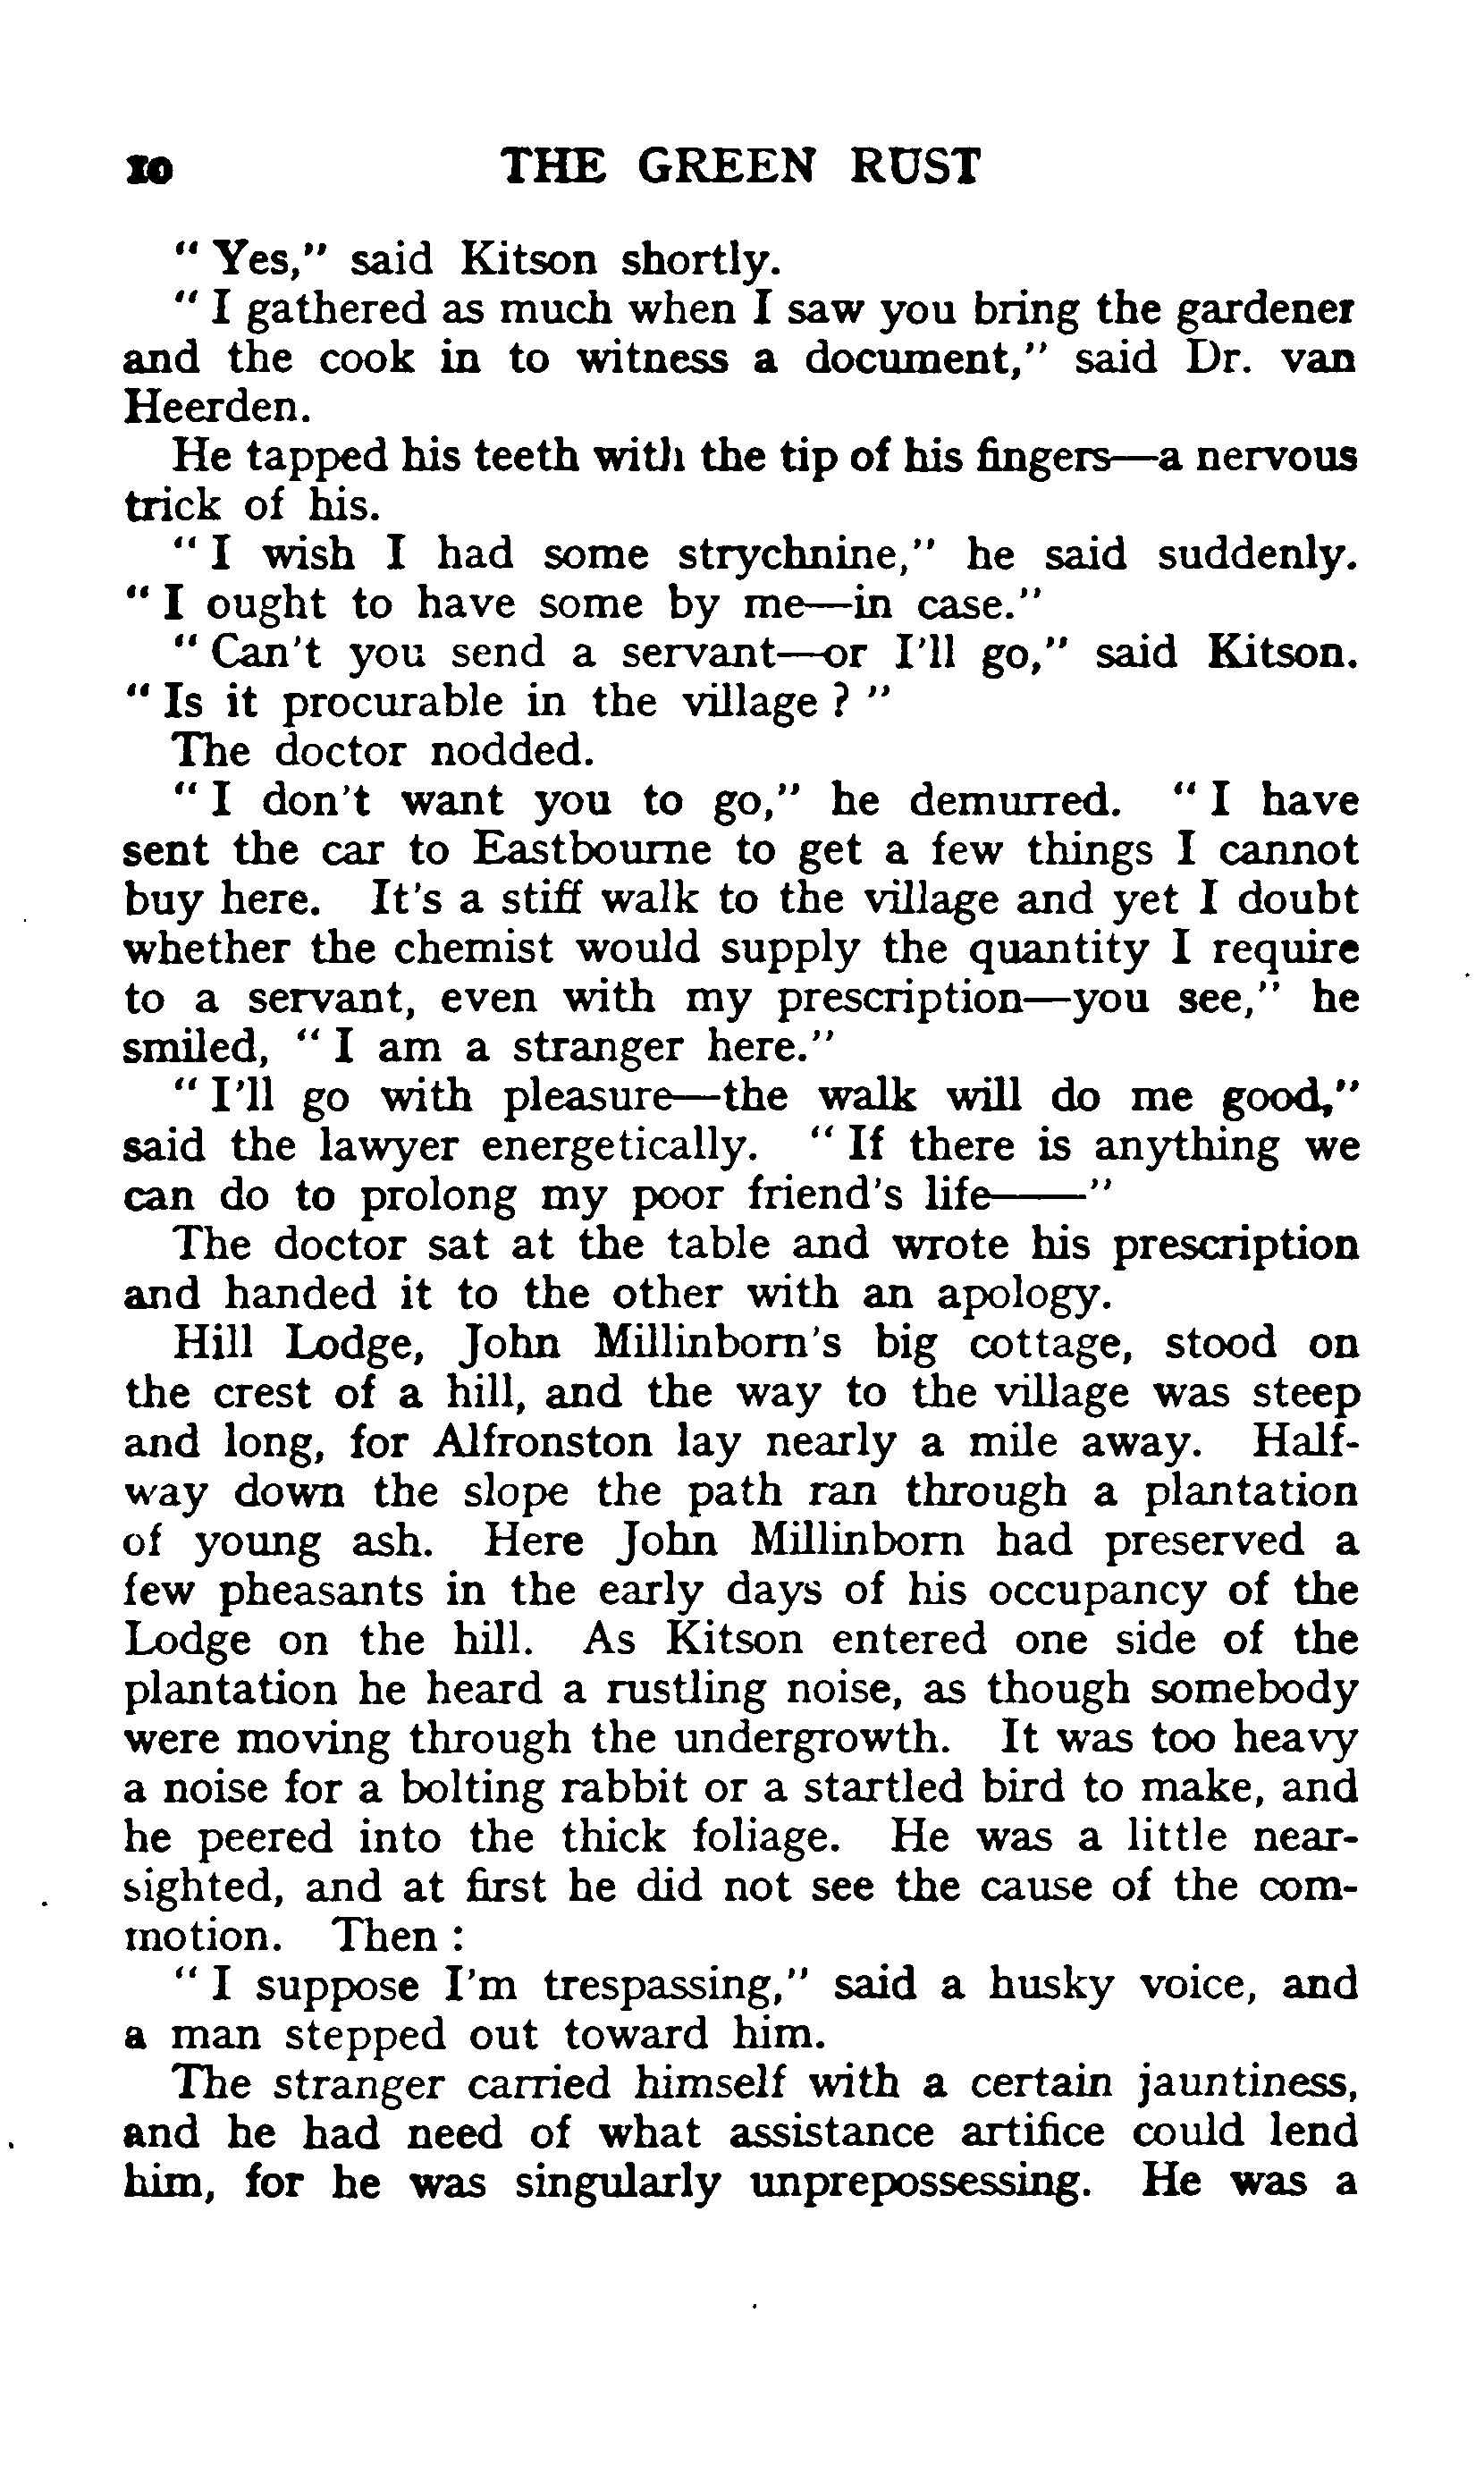 10 THE GREEN RUST
" Yes," said Kitson shortly.
" I gathered as much when I saw you bring the gardener
and the cook in to witness a document," said Dr. van
Heerden.
He tapped his teeth with the tip of his fingers—a nervous
trick of his.
" I wish I had some strychnine," he said suddenly.
" I ought to have some by me—in case."
" Can't you send a servant—or I'll go," said Kitson.
" Is it procurable in the village ? "
The doctor nodded.
" I don't want you to go," he demurred. " I have
sent the car to Eastbourne to get a few things I cannot
buy here. It's a stiff walk to the village and yet I doubt
whether the chemist would supply the quantity I require
to a servant, even with my prescription—you see," he
smiled, " I am a stranger here."
" I'll go with pleasure—the walk will do me good,"
said the lawyer energetically. " If there is anything we
can do to prolong my poor friend's life——"
The doctor sat at the table and wrote his prescription
and handed it to the other with an apology.
Hill Lodge, John Millinborn's big cottage, stood on
the crest of a hill, and the way to the village was steep
and long, for Alfronston lay nearly a mile away. Half-
way down the slope the path ran through a plantation
of young ash. Here John Millinborn had preserved a
few pheasants in the early days of his occupancy of the
Lodge on the hill. As Kitson entered one side of the
plantation he heard a rustling noise, as though somebody
were moving through the undergrowth. It was too heavy
a noise for a bolting rabbit or a startled bird to make, and
he peered into the thick foliage. He was a little near-
sighted, and at first he did not see the cause of the com-
motion. Then :
" I suppose I'm trespassing," said a husky voice, and
a man stepped out toward him.
The stranger carried himself with a certain jauntiness,
and he had need of what assistance artifice could lend
him, for he was singularly unprepossessing. He was a